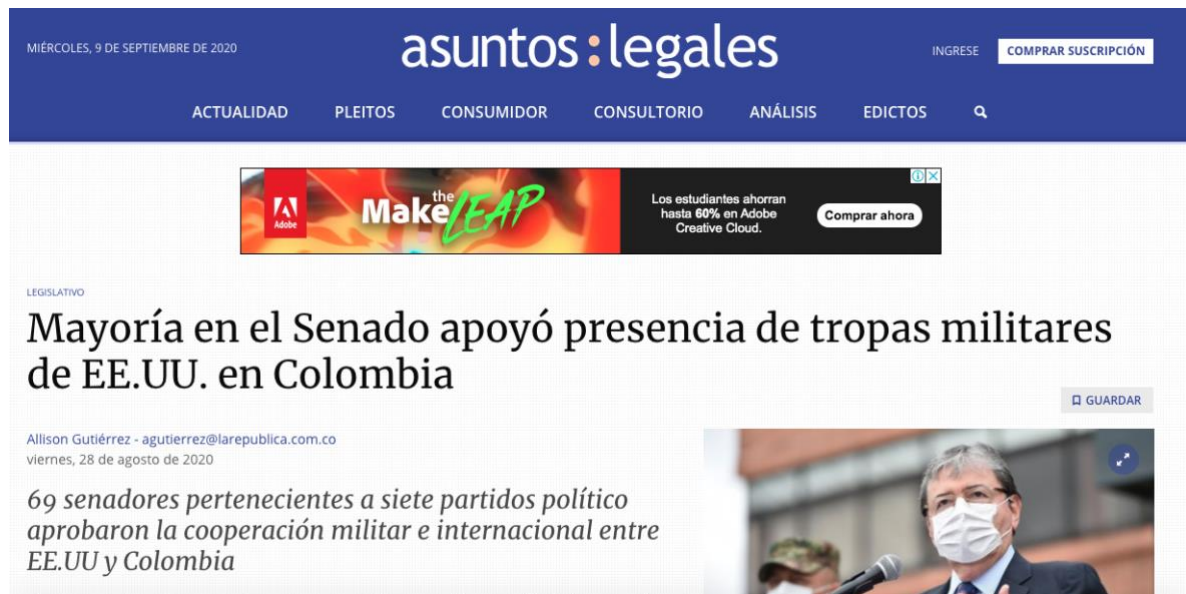 MIÉRCOLES, 9 DE SEPTIEMBRE DE 2020
asuntos:legales
INGRESE
COMPRAR SUSCRIPCIÓN
ACTUALIDAD
PLEITOS
CONSUMIDOR
CONSULTORIO
ANÁLISIS
EDICTOS
Adobe
Make the LEAP
Los estudiantes ahorran
hasta 60% en Adobe
Creative Cloud.
Comprar ahora
LEGISLATIVO
Mayoría en el Senado apoyó presencia de tropas militares
de EE.UU. en Colombia
GUARDAR
Allison Gutiérrez - agutierrez@larepublica.com.co
viernes, 28 de agosto de 2020
69 senadores pertenecientes a siete partidos político
aprobaron la cooperación militar e internacional entre
EE.UU y Colombia